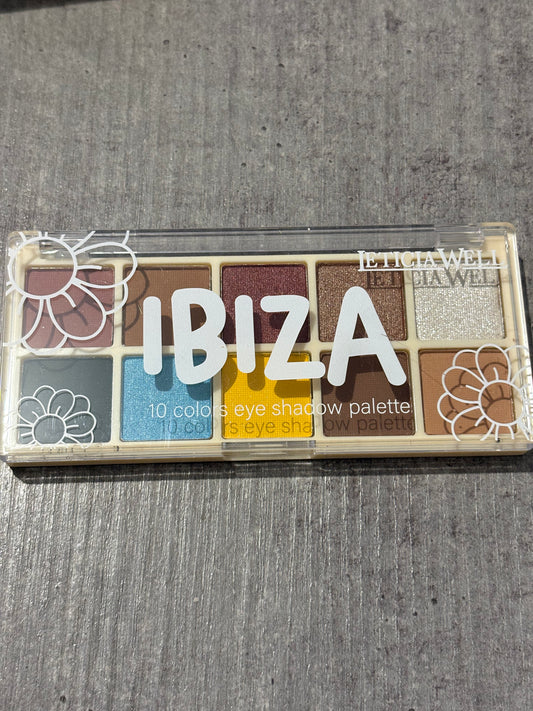 LETICIA WELL
IBIZA
10 colors eye shadow palette